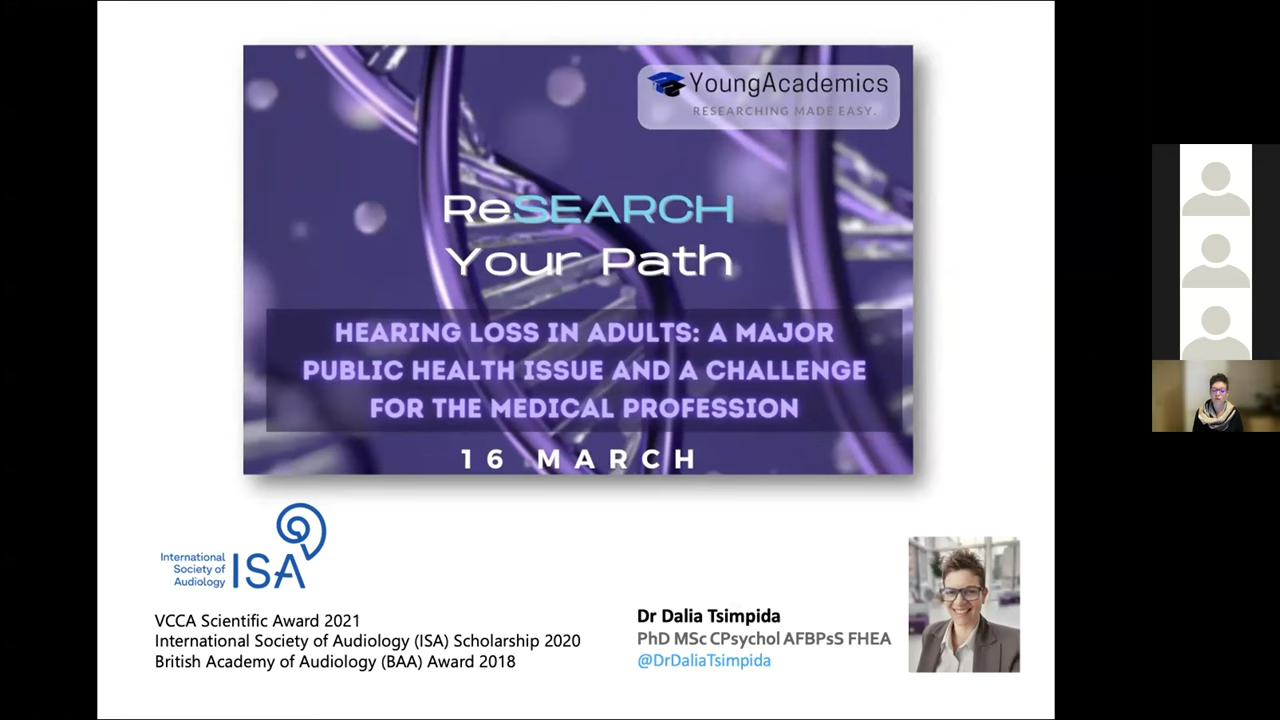 YoungAcademics
RESEARCHING MADE EASY.
ReSEARCH
Your Path
HEARING LOSS IN ADULTS: A MAJOR
PUBLIC HEALTH ISSUE AND A CHALLENGE
FOR THE MEDICAL PROFESSION
16 MARCH
International
Society of
Audiology
ISA
VCCA Scientific Award 2021
International Society of Audiology (ISA) Scholarship 2020
British Academy of Audiology (BAA) Award 2018
Dr Dalia Tsimpida
PhD MSc CPsychol AFBPsS FHEA
@DrDaliaTsimpida